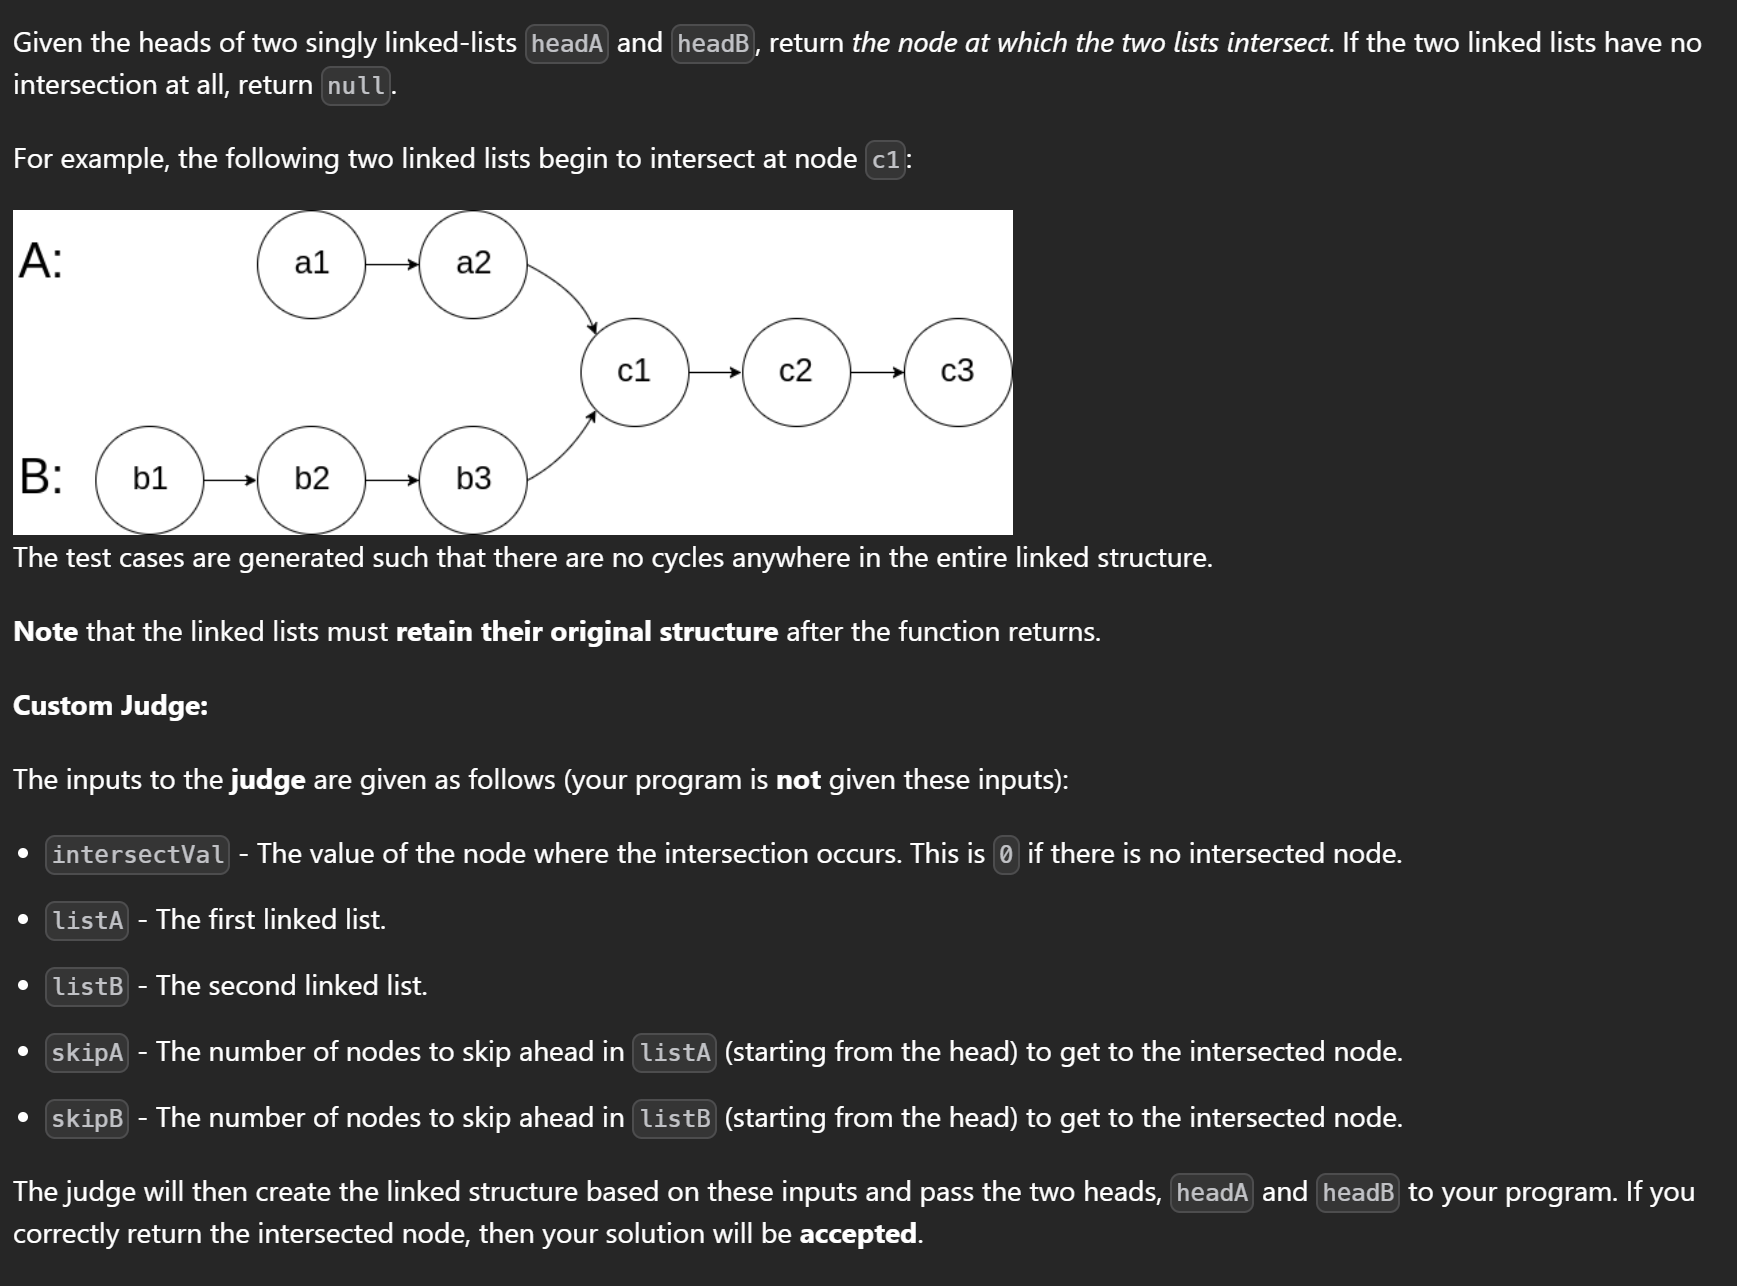 Given the heads of two singly linked-lists headA and headB, return the node at which the two lists intersect. If the two linked lists have no
intersection at all, return null.
For example, the following two linked lists begin to intersect at node c1:
A: a1 a2
c1 c2 c3
B: b1 b2 b3
The test cases are generated such that there are no cycles anywhere in the entire linked structure.
Note that the linked lists must retain their original structure after the function returns.
Custom Judge:
The inputs to the judge are given as follows (your program is not given these inputs):
• intersectVal - The value of the node where the intersection occurs. This is 0 if there is no intersected node.
• listA - The first linked list.
• listB - The second linked list.
• skipA - The number of nodes to skip ahead in listA (starting from the head) to get to the intersected node.
• skipB - The number of nodes to skip ahead in listB (starting from the head) to get to the intersected node.
The judge will then create the linked structure based on these inputs and pass the two heads, headA and headB to your program. If you
correctly return the intersected node, then your solution will be accepted.